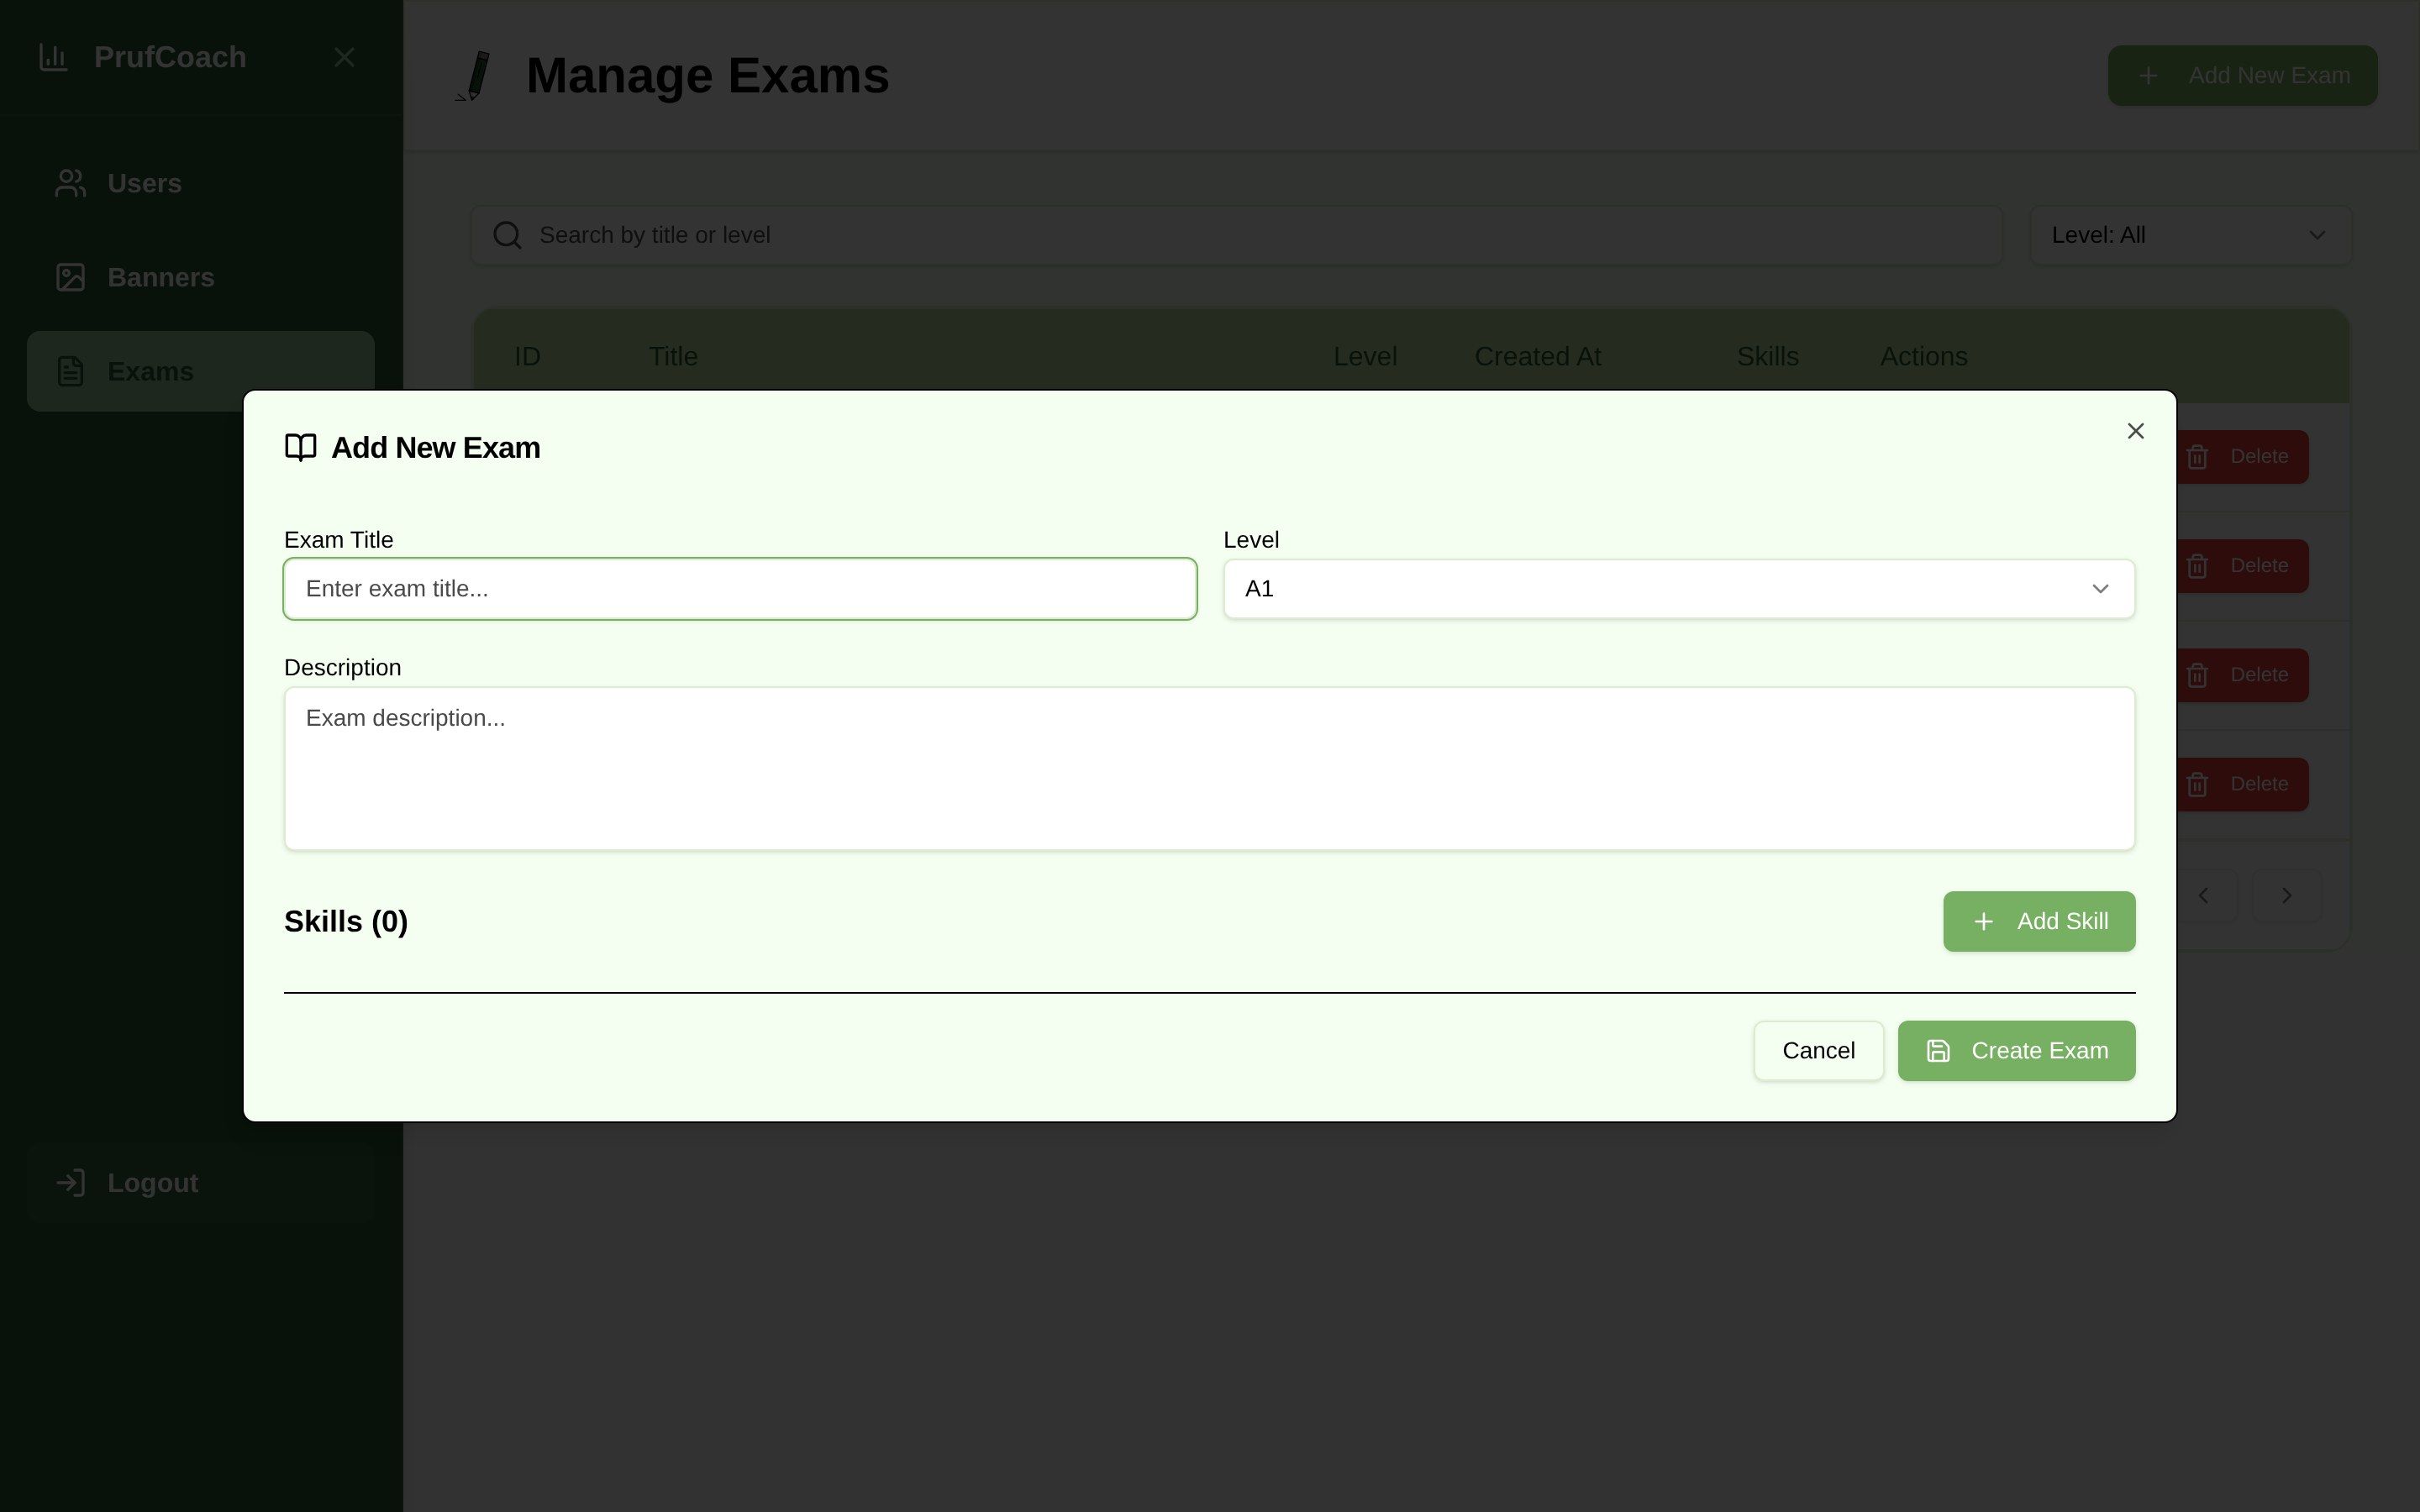 PrufCoach
Users
Banners
Exams
Logout
Manage Exams
Add New Exam
Search by title or level
Level: All
ID Title Level Created At Skills Actions
Delete
Delete
Delete
Delete
Add New Exam
Exam Title
Enter exam title...
Level
A1
Description
Exam description...
Skills (0)
Add Skill
Cancel
Create Exam